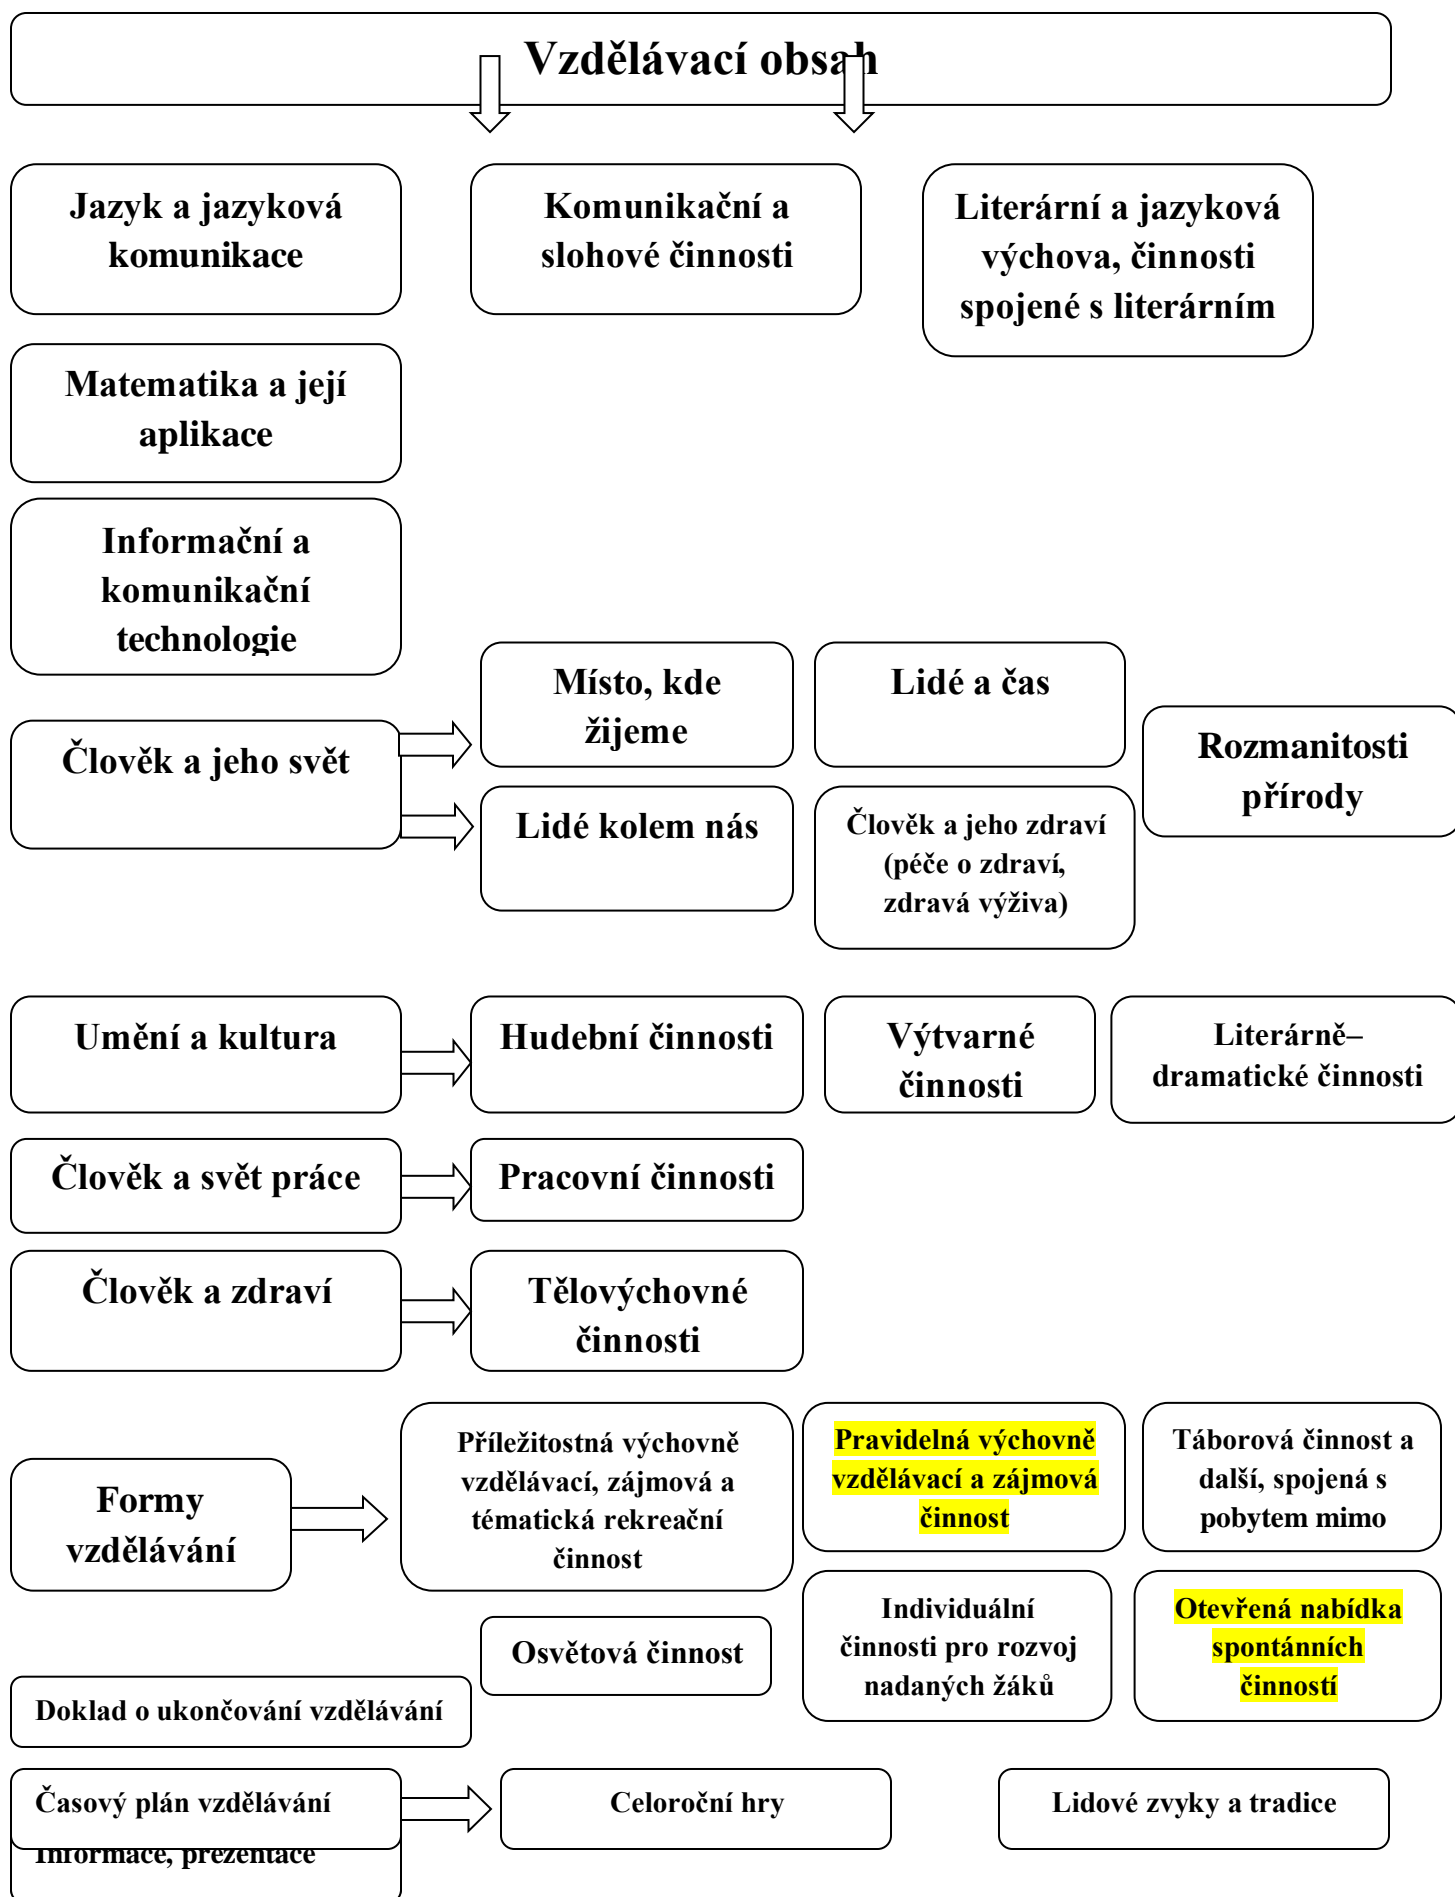 Vzdělávací obsah
Jazyk a jazyková
komunikace
Komunikační a
slohové činnosti
Literární a jazyková
výchova, činnosti
spojené s literárním
Matematika a její
aplikace
Informační a
komunikační
technologie
Místo, kde
žijeme
Lidé a čas
Rozmanitosti
přírody
Člověk a jeho svět
Lidé kolem nás
Člověk a jeho zdraví
(péče o zdraví,
zdravá výživa)
Umění a kultura
Hudební činnosti
Výtvarné
činnosti
Literárně–
dramatické činnosti
Člověk a svět práce
Pracovní činnosti
Člověk a zdraví
Tělovýchovné
činnosti
Formy
vzdělávání
Příležitostná výchovně
vzdělávací, zájmová a
tématická rekreační
činnost
Pravidelná výchovně
vzdělávací a zájmová
činnost
Táborová činnost a
další, spojená s
pobytem mimo
Osvětová činnost
Individuální
činnosti pro rozvoj
nadaných žáků
Otevřená nabídka
spontánních
činností
Doklad o ukončování vzdělávání
Časový plán vzdělávání
Celoroční hry
Lidové zvyky a tradice
Informace, prezentace